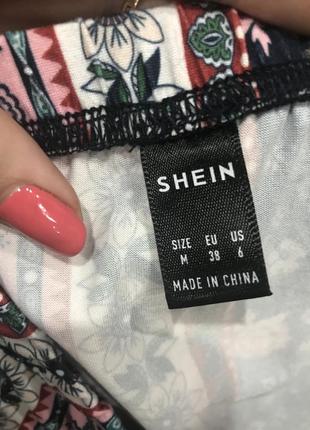 SHEIN
SIZE EU US
M 38 6
MADE IN CHINA